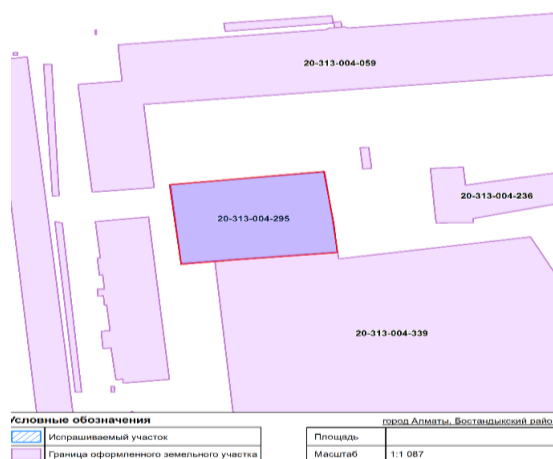 20-313-004-059
20-313-004-295
20-313-004-236
20-313-004-339
Условные обозначения
город Алматы, Бостандыкский район
Испрашиваемый участок
Площадь
Граница оформленного земельного участка
Масштаб 1:1 087